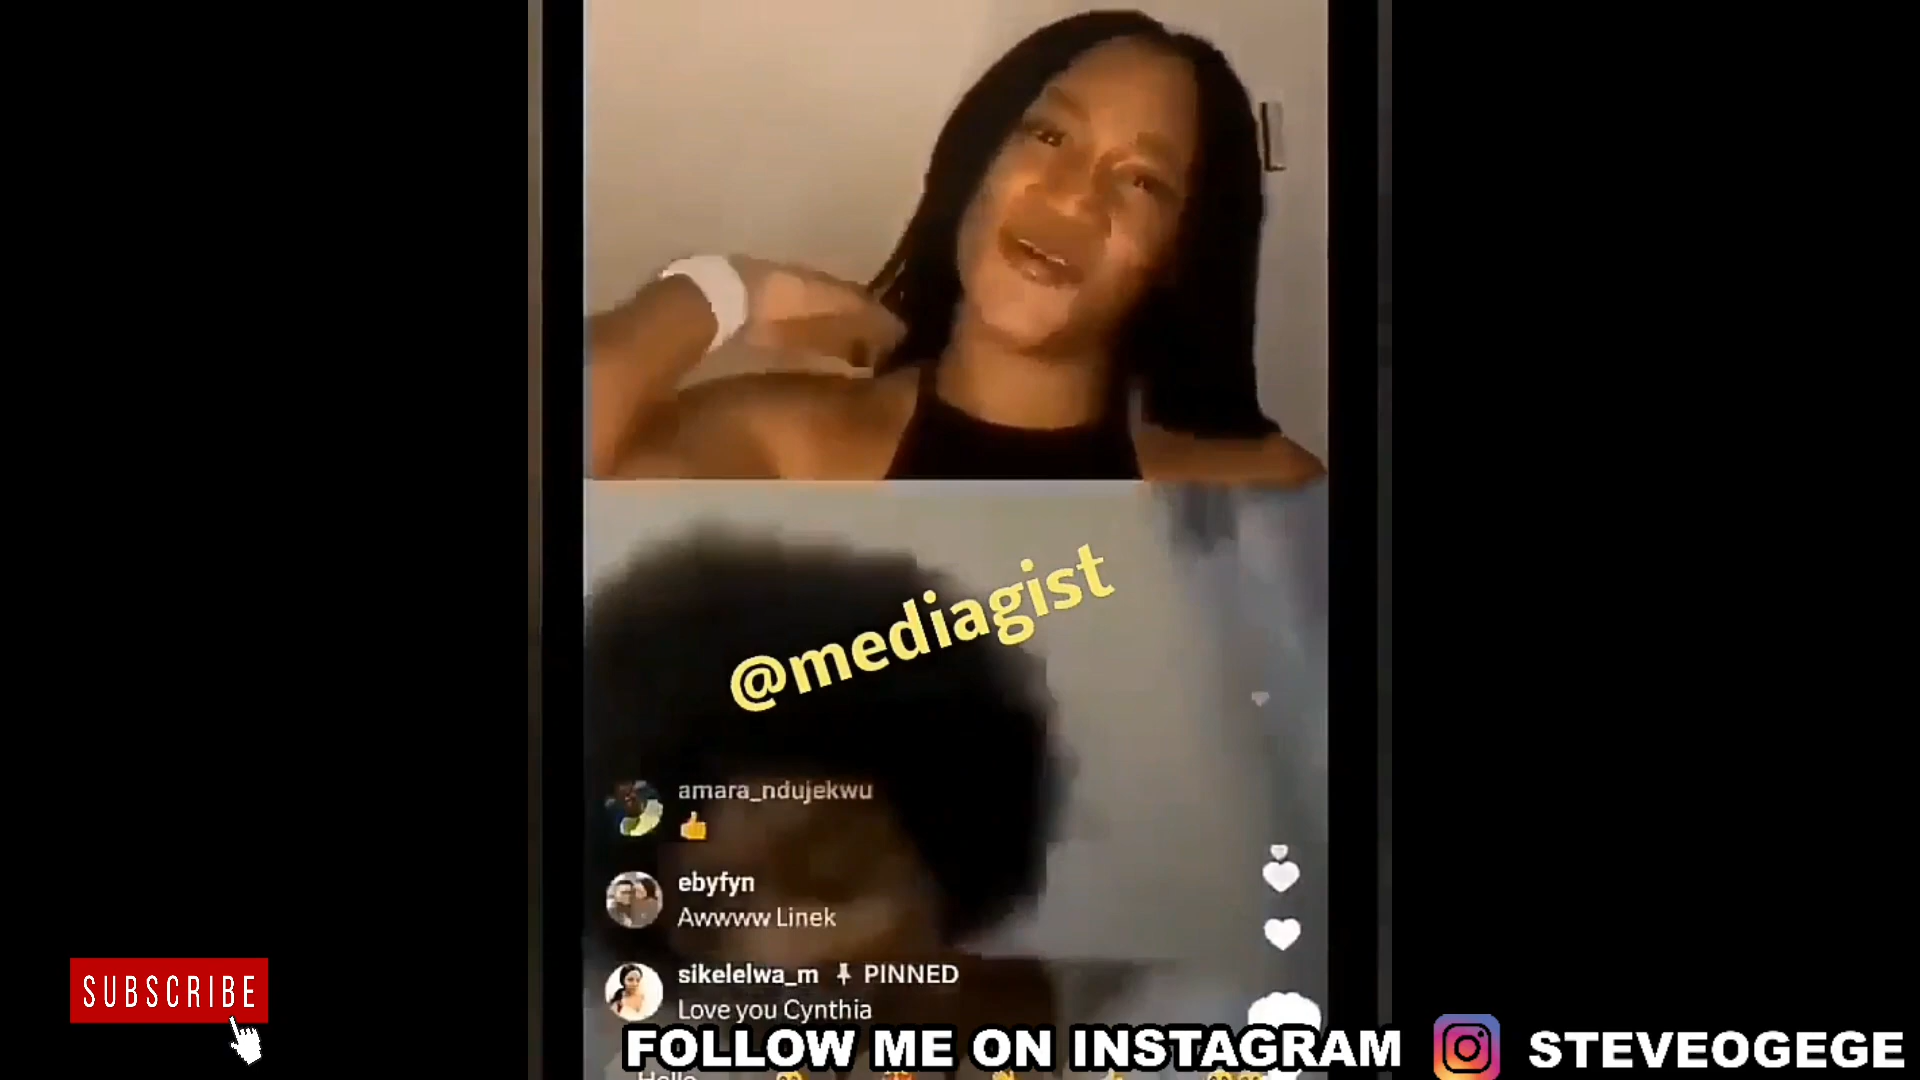 @mediagist
amara_ndujekwu
👍
ebyfyn
Awwww Linek
sikelelwa_m PINNED
Love you Cynthia
SUBSCRIBE
FOLLOW ME ON INSTAGRAM STEVEOGEGE